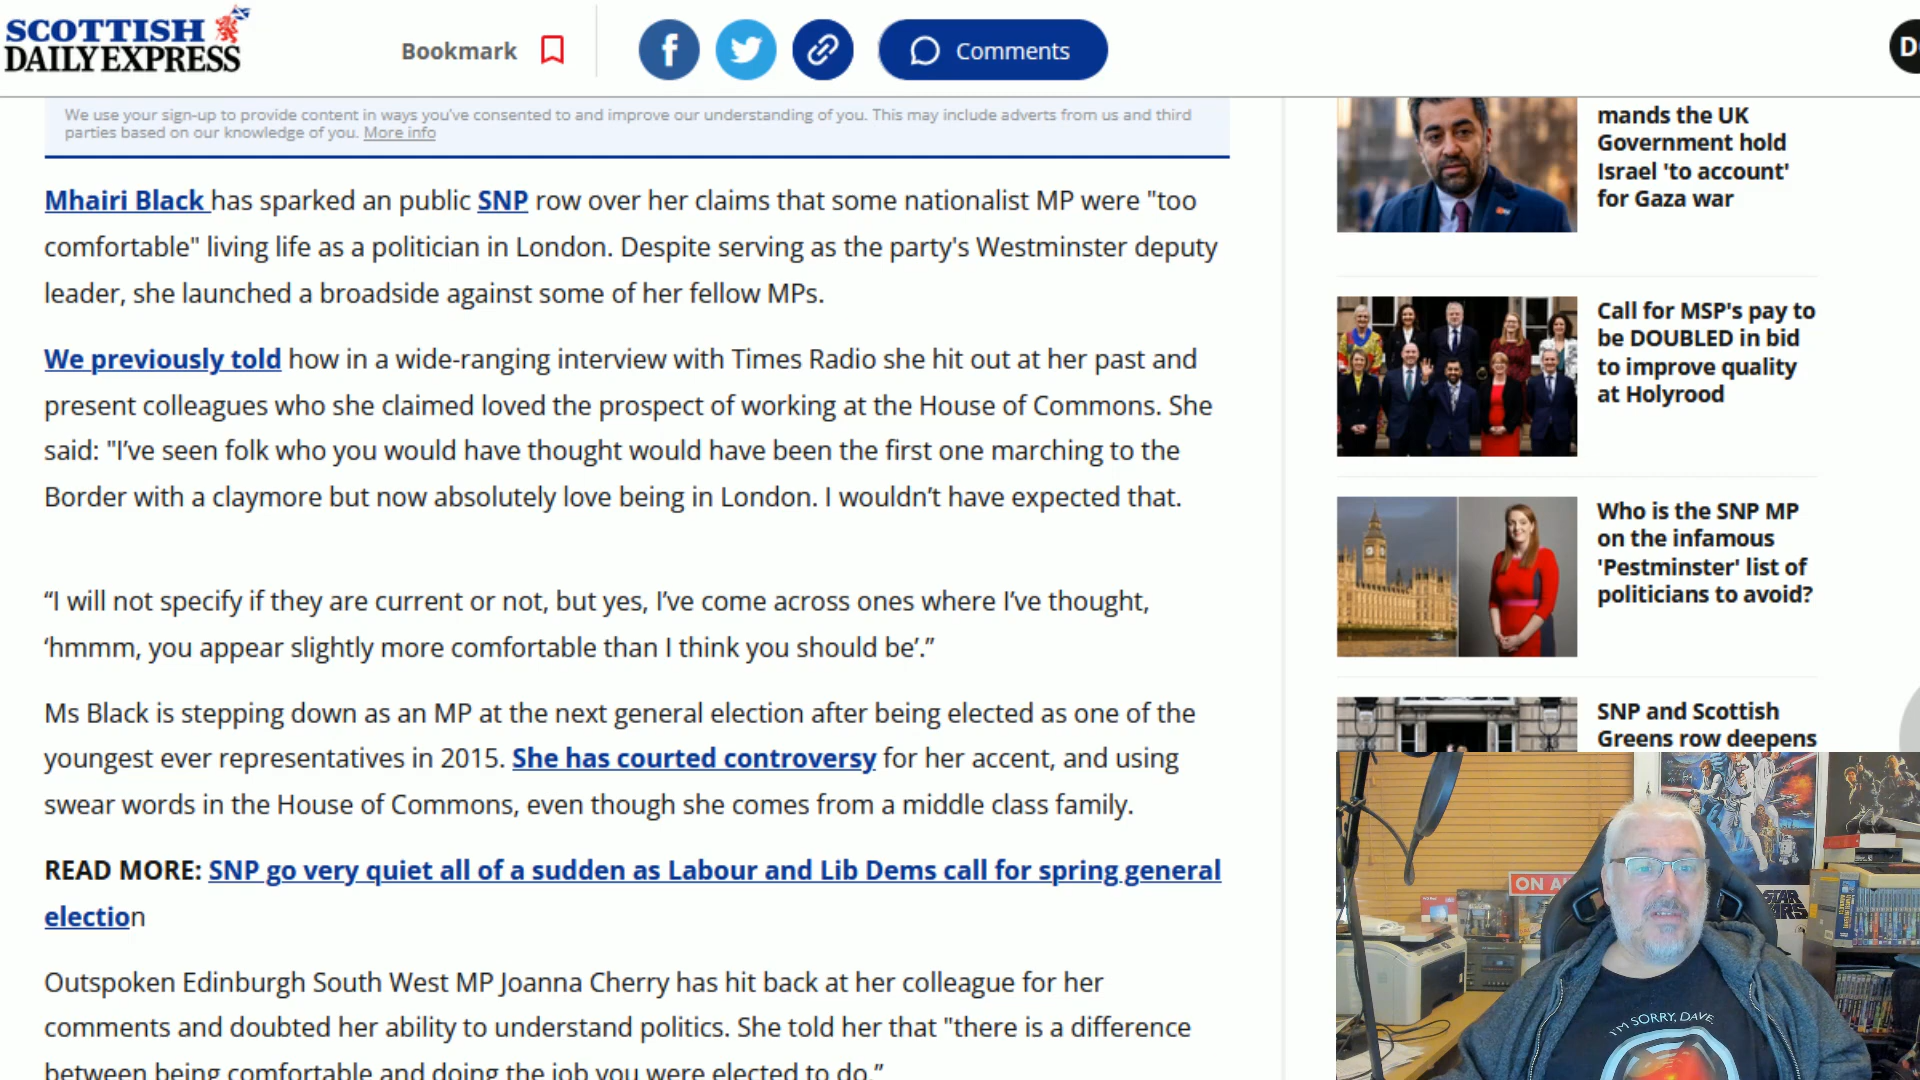 SCOTTISH
DAILY EXPRESS
Bookmark
f
Comments
We use your sign-up to provide content in ways you've consented to and improve our understanding of you. This may include adverts from us and third
parties based on our knowledge of you. More info
Mhairi Black has sparked an public SNP row over her claims that some nationalist MP were "too
comfortable" living life as a politician in London. Despite serving as the party's Westminster deputy
leader, she launched a broadside against some of her fellow MPs.
We previously told how in a wide-ranging interview with Times Radio she hit out at her past and
present colleagues who she claimed loved the prospect of working at the House of Commons. She
said: "I’ve seen folk who you would have thought would have been the first one marching to the
Border with a claymore but now absolutely love being in London. I wouldn’t have expected that.
“I will not specify if they are current or not, but yes, I’ve come across ones where I’ve thought,
‘hmmm, you appear slightly more comfortable than I think you should be’.”
Ms Black is stepping down as an MP at the next general election after being elected as one of the
youngest ever representatives in 2015. She has courted controversy for her accent, and using
swear words in the House of Commons, even though she comes from a middle class family.
READ MORE: SNP go very quiet all of a sudden as Labour and Lib Dems call for spring general
election
Outspoken Edinburgh South West MP Joanna Cherry has hit back at her colleague for her
comments and doubted her ability to understand politics. She told her that "there is a difference
between being comfortable and doing the job you were elected to do.”
mands the UK
Government hold
Israel 'to account'
for Gaza war
Call for MSP's pay to
be DOUBLED in bid
to improve quality
at Holyrood
Who is the SNP MP
on the infamous
'Pestminster' list of
politicians to avoid?
SNP and Scottish
Greens row deepens
ON A
STAR
WARS
I'M SORRY, DAVE